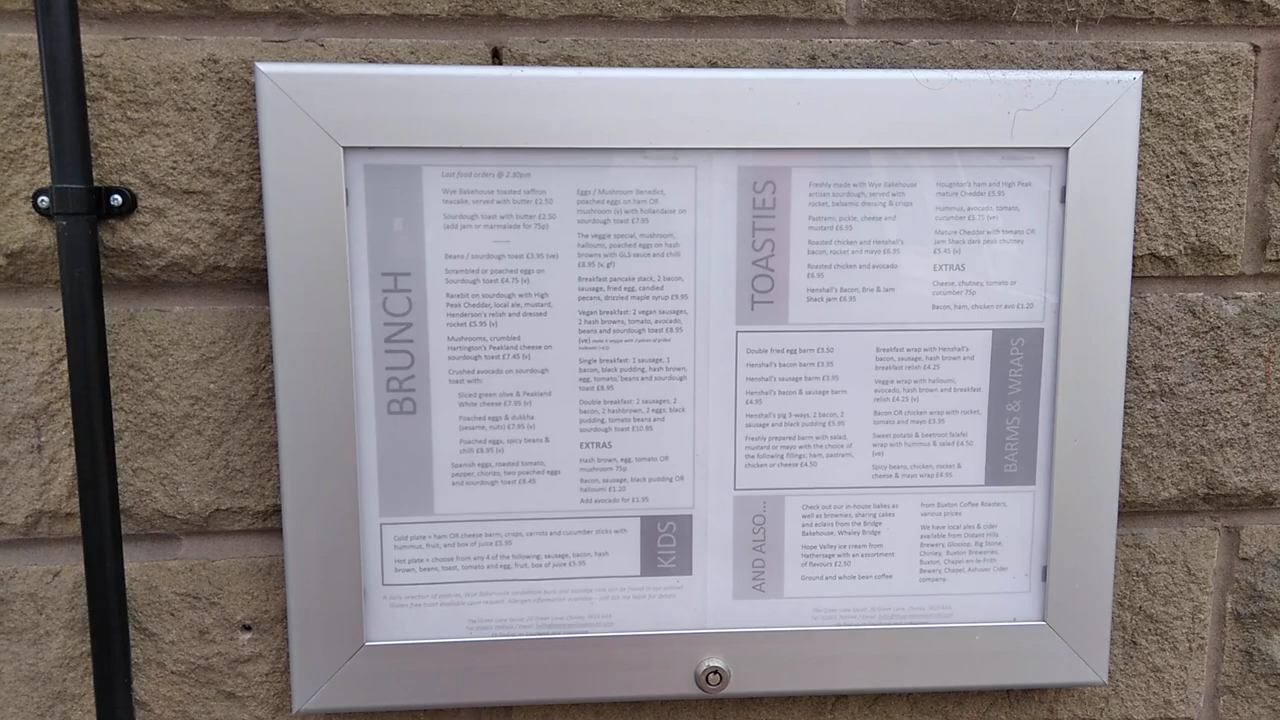 BRUNCH
Last food orders @ 2.30pm
Wye Bakehouse toasted saffron
teacake, served with butter £2.50
Sourdough toast with butter £2.50
(add jam or marmalade for 75p)
Beans / sourdough toast £3.95 (ve)
Scrambled or poached eggs on
Sourdough toast £4.75 (v)
Rarebit on sourdough with High
Peak Cheddar, local ale, mustard,
Henderson's relish and dressed
rocket £5.95 (v)
Mushrooms, crumbled
Hartington's Peakland cheese on
sourdough toast £7.45 (v)
Crushed avocado on sourdough
toast with:
Sliced green olive & Peakland
White cheese £7.95 (v)
Poached eggs & dukkha
(sesame, nuts) £7.95 (v)
Poached eggs, spicy beans &
chilli £8.95 (v)
Spanish eggs, roasted tomato,
pepper, chorizo, two poached eggs
and sourdough toast £8.45
Eggs / Mushroom Benedict,
poached eggs on ham OR
mushroom (v) with hollandaise on
sourdough toast £7.95
The veggie special, mushroom,
halloumi, poached eggs on hash
browns with GLS sauce and chilli
£8.95 (v, gf)
Breakfast pancake stack, 2 bacon,
sausage, fried egg, candied
pecans, drizzled maple syrup £9.95
Vegan breakfast: 2 vegan sausages,
2 hash browns, tomato, avocado,
beans and sourdough toast £8.95
(ve) make it veggie with 2 pieces of grilled
halloumi
Single breakfast: 1 sausage, 1
bacon, black pudding, hash brown,
egg, tomato, beans and sourdough
toast £8.95
Double breakfast: 2 sausages, 2
bacon, 2 hashbrown, 2 eggs, black
pudding, tomato beans and
sourdough toast £10.95
EXTRAS
Hash brown, egg, tomato OR
mushroom 75p
Bacon, sausage, black pudding OR
halloumi £1.20
Add avocado for £1.95
Cold plate = ham OR cheese barm, crisps, carrots and cucumber sticks with
hummus, fruit, and box of juice £5.95
Hot plate = choose from any 4 of the following; sausage, bacon, hash
brown, beans, toast, tomato and egg, fruit, box of juice £5.95
KIDS
TOASTIES
Freshly made with Wye Bakehouse
artisan sourdough, served with
rocket, balsamic dressing & crisps
Pastrami, pickle, cheese and
mustard £6.95
Roasted chicken and Henshall's
bacon, rocket and mayo £6.95
Roasted chicken and avocado
£6.95
Henshall's Bacon, Brie & Jam
Shack jam £6.95
Houghton's ham and High Peak
mature Cheddar £5.95
Hummus, avocado, tomato,
cucumber £5.75 (ve)
Mature Cheddar with tomato OR
Jam Shack dark peak chutney
£5.45 (v)
EXTRAS
Cheese, chutney, tomato or
cucumber 75p
Bacon, ham, chicken or avo £1.20
Double fried egg barm £3.50
Henshall's bacon barm £3.95
Henshall's sausage barm £3.95
Henshall's bacon & sausage barm
£4.95
Henshall's pig 3-ways, 2 bacon, 2
sausage and black pudding £5.95
Freshly prepared barm with salad,
mustard or mayo with the choice of
the following fillings; ham, pastrami,
chicken or cheese £4.50
Breakfast wrap with Henshall's
bacon, sausage, hash brown and
breakfast relish £4.25
Veggie wrap with halloumi,
avocado, hash brown and breakfast
relish £4.25 (v)
Bacon OR chicken wrap with rocket,
tomato and mayo £3.95
Sweet potato & beetroot falafel
wrap with hummus & salad £4.50
(ve)
Spicy beans, chicken, rocket &
cheese & mayo wrap £4.95
BARMS & WRAPS
AND ALSO...
Check out our in-house bakes as
well as brownies, sharing cakes
and eclairs from the Bridge
Bakehouse, Whaley Bridge
Hope Valley ice cream from
Hathersage with an assortment
of flavours £2.50
Ground and whole bean coffee
from Buxton Coffee Roasters,
various prices
We have local ales & cider
available from Distant Hills
Brewery, Glossop, Big Stone,
Chinley, Buxton Breweries,
Buxton, Chapel-en-le-Frith
Bewery, Chapel, Ashover Cider
company.